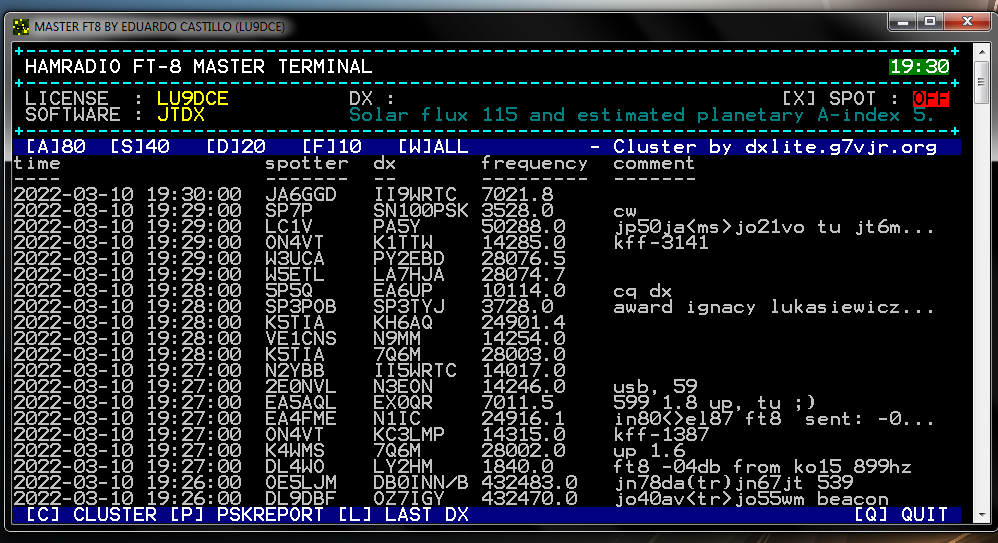 MASTER FT8 BY EDUARDO CASTILLO (LU9DCE)
+-----------------------------------------------------------------------------+
HAMRADIO FT-8 MASTER TERMINAL 19:30
+-----------------------------------------------------------------------------+
LICENSE : LU9DCE DX : [X] SPOT : OFF
SOFTWARE : JTDX Solar flux 115 and estimated planetary A-index 5.
+-----------------------------------------------------------------------------+
[A]80 [S]40 [D]20 [F]10 [W]ALL - Cluster by dxlite.g7vjr.org
time spotter dx frequency comment
---- ------- -- --------- -------
2022-03-10 19:30:00 JA6GGD II9WRTC 7021.8
2022-03-10 19:29:00 SP7P SN100PSK 3528.0 cw
2022-03-10 19:29:00 LC1V PA5Y 50288.0 jp50ja<ms>jo21vo tu jt6m...
2022-03-10 19:29:00 ON4VT K1TTW 14285.0 kff-3141
2022-03-10 19:29:00 W3UCA PY2EBD 28076.5
2022-03-10 19:29:00 W5ETL LA7HJA 28074.7
2022-03-10 19:28:00 5P5Q EA6UP 10114.0 cq dx
2022-03-10 19:28:00 SP3POB SP3TYJ 3728.0 award ignacy lukasiewicz...
2022-03-10 19:28:00 K5TIA KH6AQ 24901.4
2022-03-10 19:28:00 VE1CNS N9MM 14254.0
2022-03-10 19:28:00 K5TIA 7Q6M 28003.0
2022-03-10 19:27:00 N2YBB II5WRTC 14017.0
2022-03-10 19:27:00 2E0NVL N3EON 14246.0 usb, 59
2022-03-10 19:27:00 EA5AQL EX0QR 7011.5 599 1.8 up, tu ;)
2022-03-10 19:27:00 EA4FME N1IC 24916.1 in80<>el87 ft8 sent: -0...
2022-03-10 19:27:00 ON4VT KC3LMP 14315.0 kff-1387
2022-03-10 19:27:00 K4WMS 7Q6M 28002.0 up 1.6
2022-03-10 19:26:00 DL4WO LY2HM 1840.0 ft8 -04db from ko15 899hz
2022-03-10 19:26:00 OE5LJM DB0INN/B 432483.0 jn78da(tr)jn67jt 539
2022-03-10 19:26:00 DL9DBF OZ7IGY 432470.0 jo40av<tr>jo55wm beacon
[C] CLUSTER [P] PSKREPORT [L] LAST DX [Q] QUIT